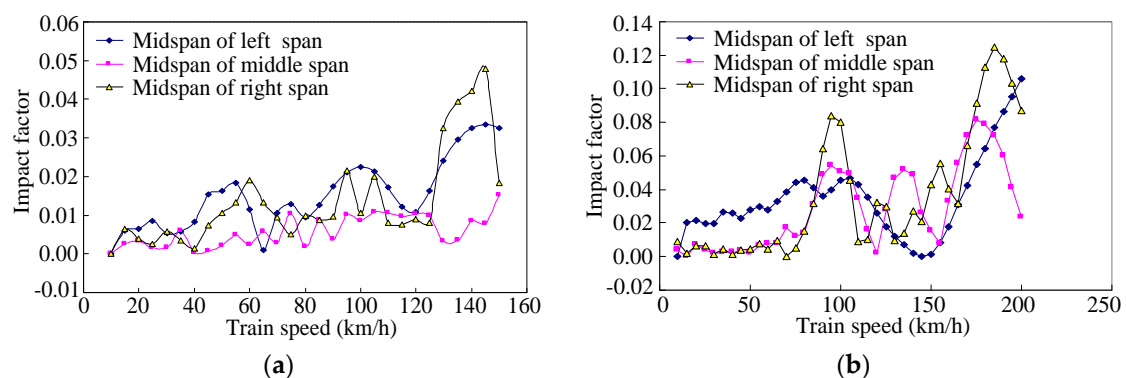 0.06
0.05
0.04
0.03
0.02
0.01
0.00
-0.01
Impact factor
Midspan of left span
Midspan of middle span
Midspan of right span
0 20 40 60 80 100 120 140 160
Train speed (km/h)
(a)
0.14
0.12
0.10
0.08
0.06
0.04
0.02
0.00
-0.02
Impact factor
Midspan of left span
Midspan of middle span
Midspan of right span
0 50 100 150 200 250
Train speed (km/h)
(b)